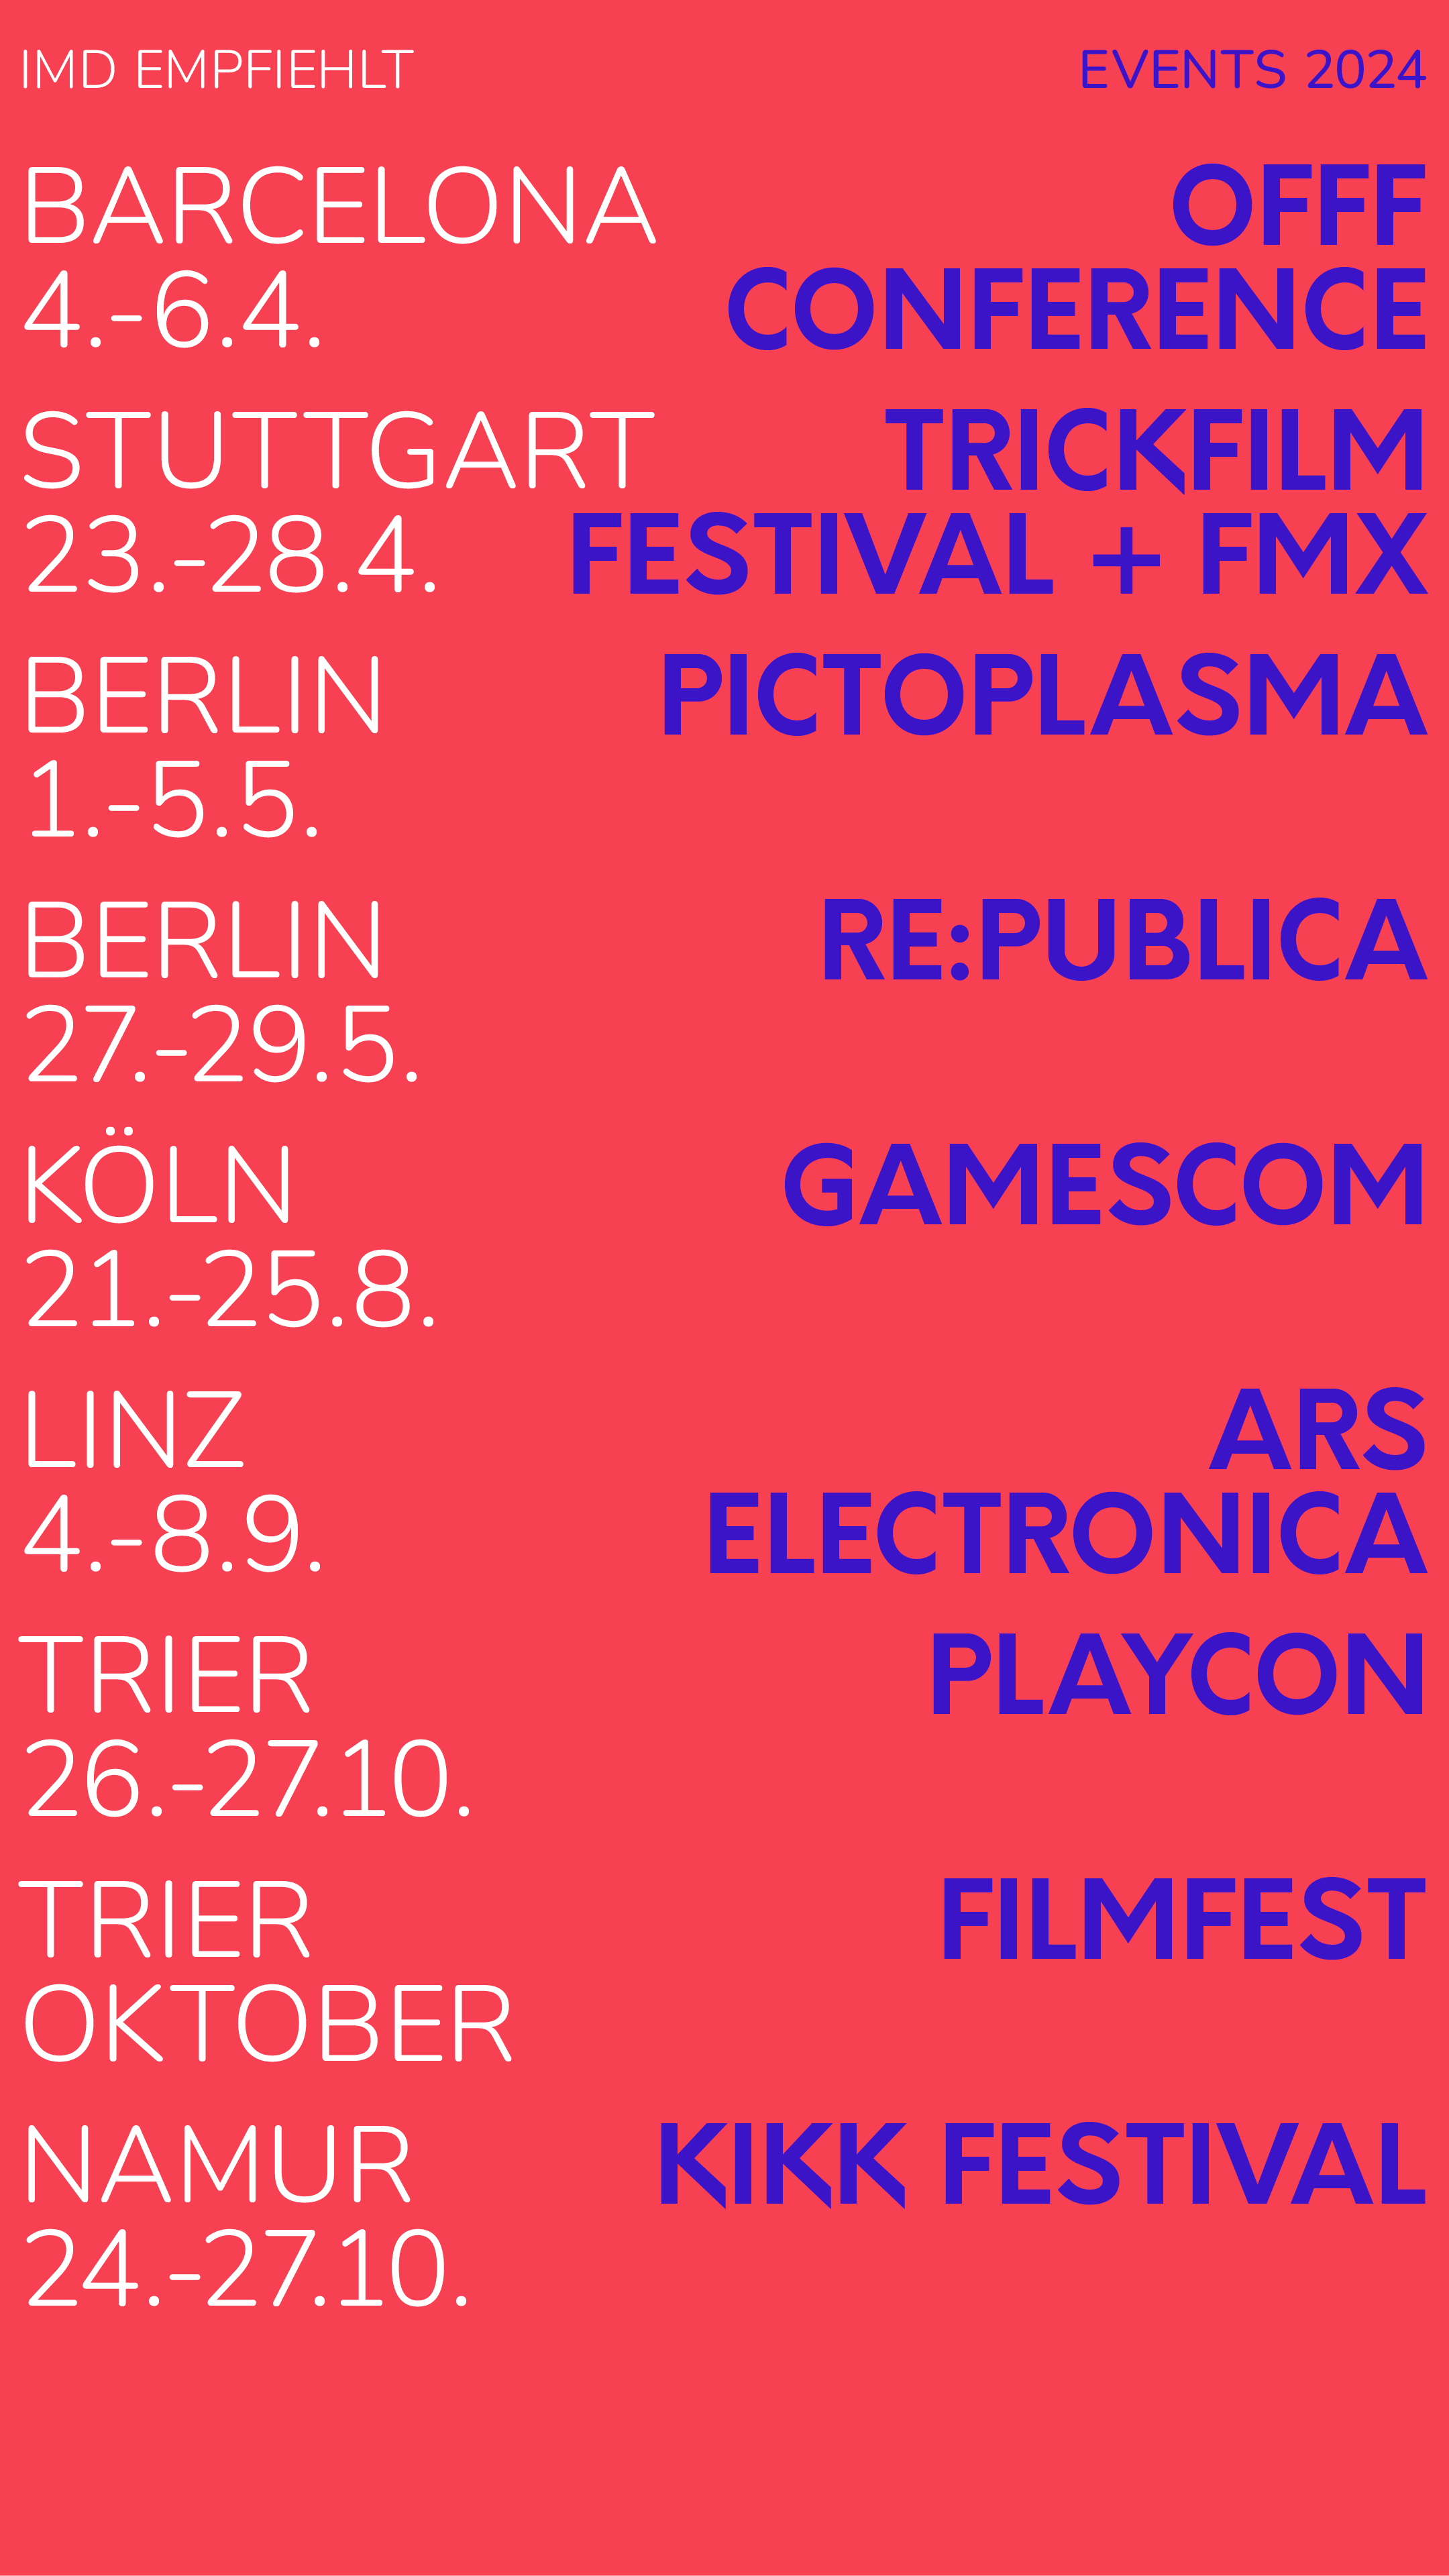 IMD EMPFIEHLT
EVENTS 2024
BARCELONA
4.-6.4.
OFFF
CONFERENCE
STUTTGART
23.-28.4.
TRICKFILM
FESTIVAL + FMX
BERLIN
1.-5.5.
PICTOPLASMA
BERLIN
27.-29.5.
RE:PUBLICA
KÖLN
21.-25.8.
GAMESCOM
LINZ
4.-8.9.
ARS
ELECTRONICA
TRIER
26.-27.10.
PLAYCON
TRIER
OKTOBER
FILMFEST
NAMUR
24.-27.10.
KIKK FESTIVAL